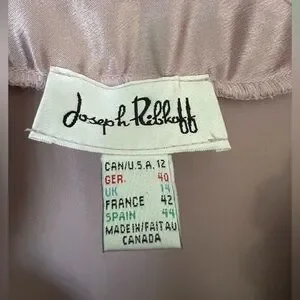 Joseph Ribkoff
CAN/U.S.A. 12
GER. 40
UK 14
FRANCE 42
SPAIN 44
MADE IN/FAIT AU
CANADA